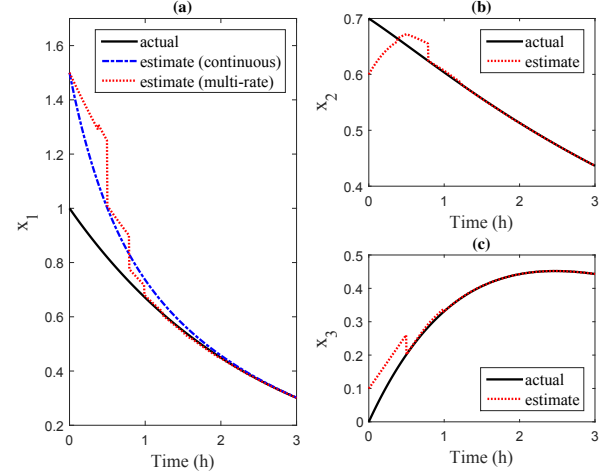 (a)
1.6
1.4
1.2
1
0.8
0.6
0.4
0.2
0
0
1
2
3
x1
Time (h)
actual
estimate (continuous)
estimate (multi-rate)
(b)
0.7
0.6
0.5
0.4
0
1
2
3
x2
Time (h)
actual
estimate
(c)
0.5
0.4
0.3
0.2
0.1
0
0
1
2
3
x3
Time (h)
actual
estimate